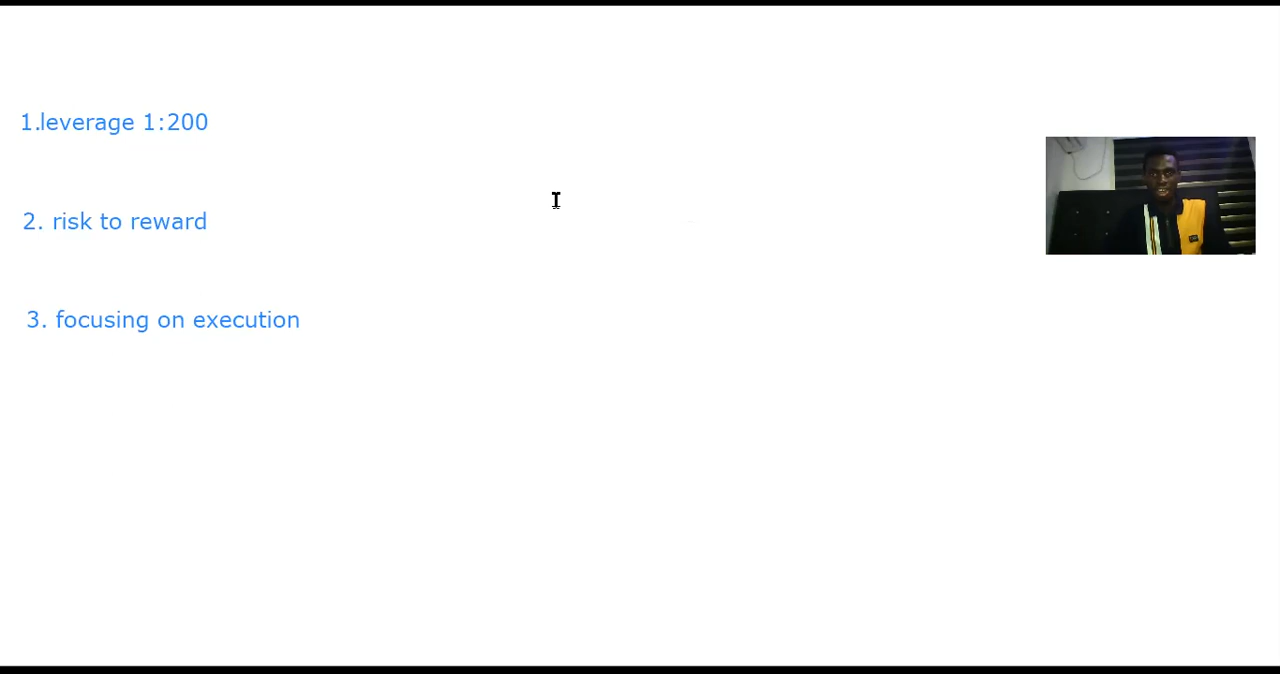 1.leverage 1:200
2. risk to reward
3. focusing on execution